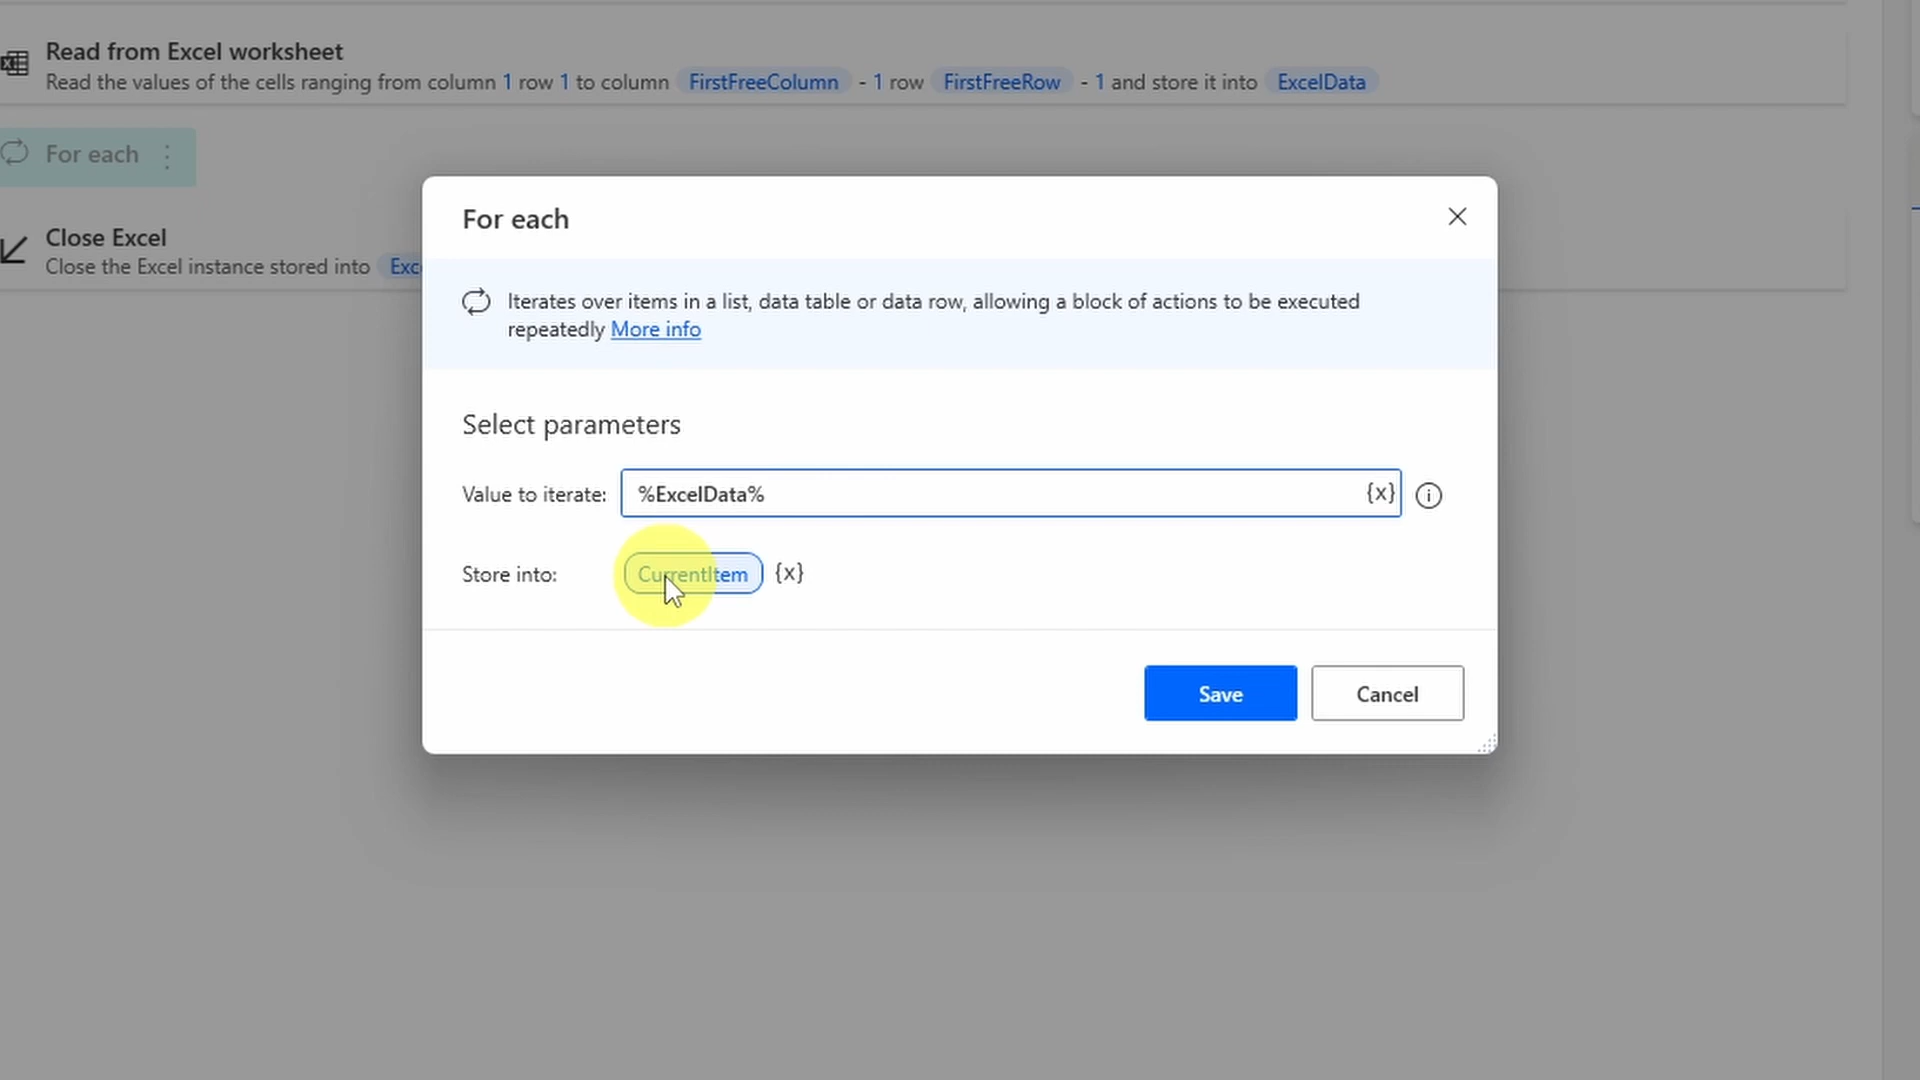 Read from Excel worksheet
Read the values of the cells ranging from column 1 row 1 to column FirstFreeColumn - 1 row FirstFreeRow - 1 and store it into ExcelData
For each
Close Excel
Close the Excel instance stored into Exc
For each
Iterates over items in a list, data table or data row, allowing a block of actions to be executed
repeatedly More info
Select parameters
Value to iterate: %ExcelData% {x}
Store into: CurrentItem {x}
Save Cancel